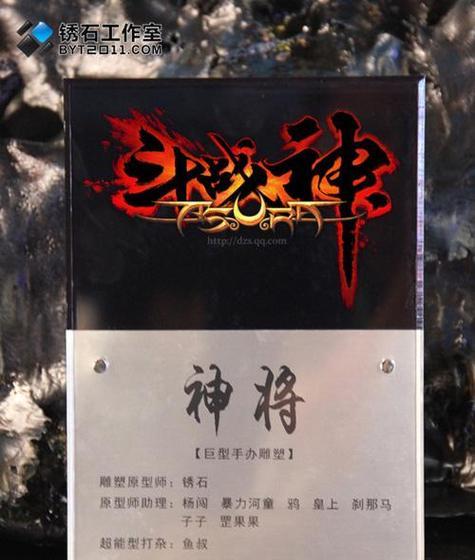 锈石工作室
BYT2011.COM
斗战神
ASURA
http://dzs.qq.com
神将
【巨型手办雕塑】
雕塑原型师：锈石
原型师助理：杨闯 暴力河童 鸦 皇上 刹那马
子子 罡果果
超能型打杂：鱼叔